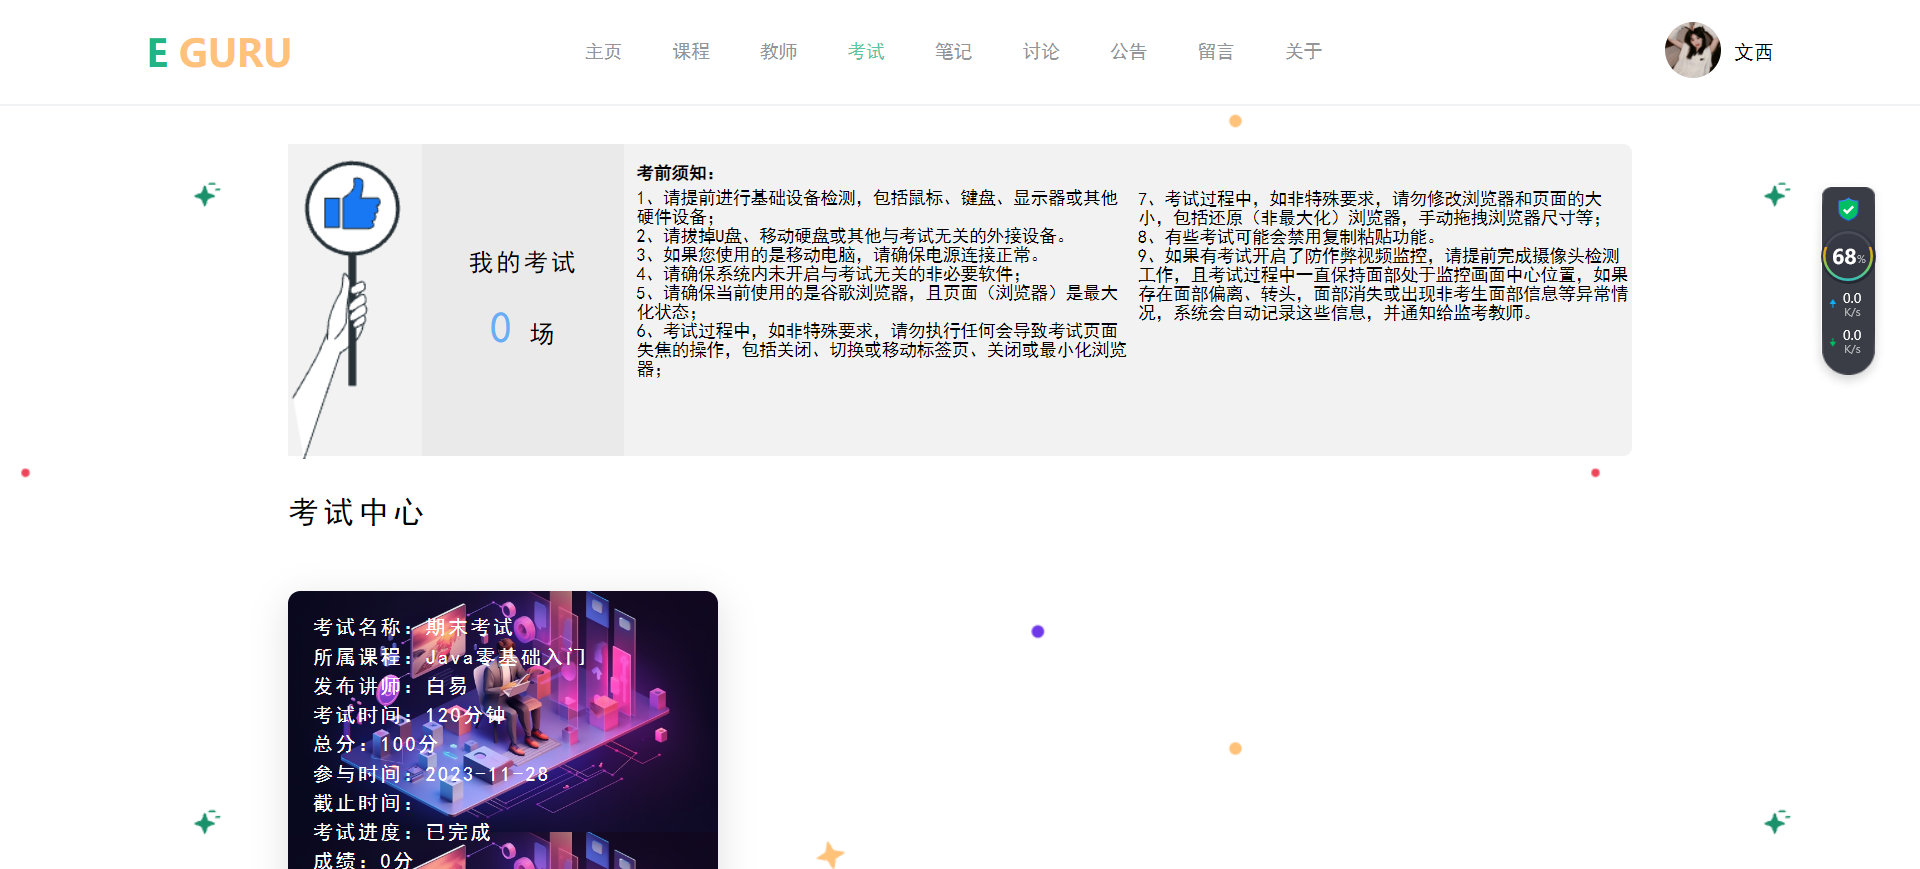 E GURU
主页 课程 教师 考试 笔记 讨论 公告 留言 关于
文西
我的考试
0 场
考前须知：
1、请提前进行基础设备检测，包括鼠标、键盘、显示器或其他
硬件设备；
2、请拔掉U盘、移动硬盘或其他与考试无关的外接设备。
3、如果您使用的是移动电脑，请确保电源连接正常。
4、请确保系统内未开启与考试无关的非必要软件；
5、请确保当前使用的是谷歌浏览器，且页面（浏览器）是最大
化状态；
6、考试过程中，如非特殊要求，请勿执行任何会导致考试页面
失焦的操作，包括关闭、切换或移动标签页、关闭或最小化浏览
器；
7、考试过程中，如非特殊要求，请勿修改浏览器和页面的大
小，包括还原（非最大化）浏览器，手动拖拽浏览器尺寸等；
8、有些考试可能会禁用复制粘贴功能。
9、如果有考试开启了防作弊视频监控，请提前完成摄像头检测
工作，且考试过程中一直保持面部处于监控画面中心位置，如果
存在面部偏离、转头，面部消失或出现非考生面部信息等异常情
况，系统会自动记录这些信息，并通知给监考教师。
68%
0.0
K/s
0.0
K/s
考试中心
考试名称：期末考试
所属课程：Java零基础入门
发布讲师：白易
考试时间：120分钟
总分：100分
参与时间：2023-11-28
截止时间：
考试进度：已完成
成绩：0分